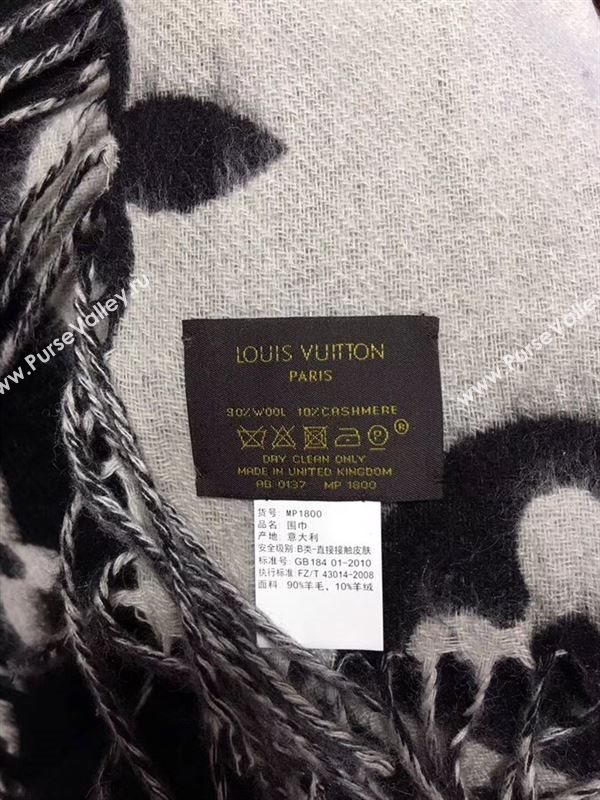 LOUIS VUITTON
PARIS
90% WOOL 10% CASHMERE
P ®
DRY CLEAN ONLY
MADE IN UNITED KINGDOM
AB 0137 MP 1800
货号: MP1800
品名: 围巾
产地: 意大利
安全级别: B类-直接接触皮肤
标准号: GB184 01-2010
执行标准: FZ/T 43014-2008
面料: 90%羊毛, 10%羊绒
www.PurseValley.ru
www.PurseValley.ru